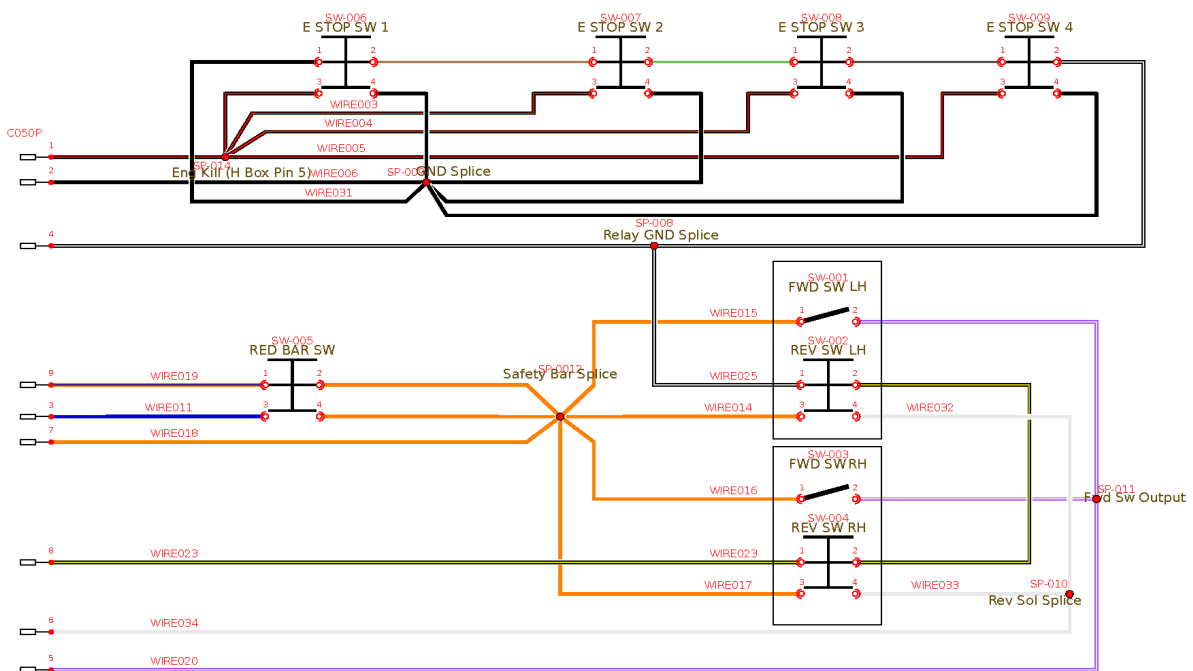 SW-006 SW-007 SW-008 SW-009
E STOP SW 1 E STOP SW 2 E STOP SW 3 E STOP SW 4
1 2 1 2 1 2 1 2
3 4 3 4 3 4 3 4
WIRE003
WIRE004
C050P
1 WIRE005
SP-014
Eng Kill (H Box Pin 5) WIRE006 GND Splice
2
WIRE031
SP-008
4 Relay GND Splice
SW-001
FWD SW LH
WIRE015 1 2
SW-005 SW-002
RED BAR SW REV SW LH
SP-0012
Safety Bar Splice
9 WIRE019 1 2 WIRE025 1 2
3 WIRE011 3 4 WIRE014 3 4 WIRE032
7 WIRE018
SW-003
FWD SW RH
WIRE016 1 2 SP-011
Fwd Sw Output
SW-004
REV SW RH
8 WIRE023 WIRE023 1 2
WIRE017 3 4 WIRE033 SP-010
Rev Sol Splice
6 WIRE034
5 WIRE020